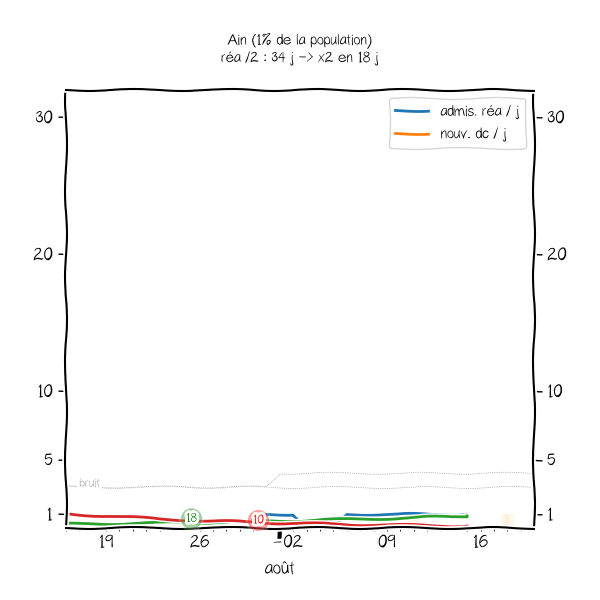 Ain (1% de la population)
réa /2 : 34 j -> x2 en 18 j
admis. réa / j
nouv. dc / j
30
30
20
20
10
10
5
5
bruit
1
1
18
10
19
26
02
09
16
août